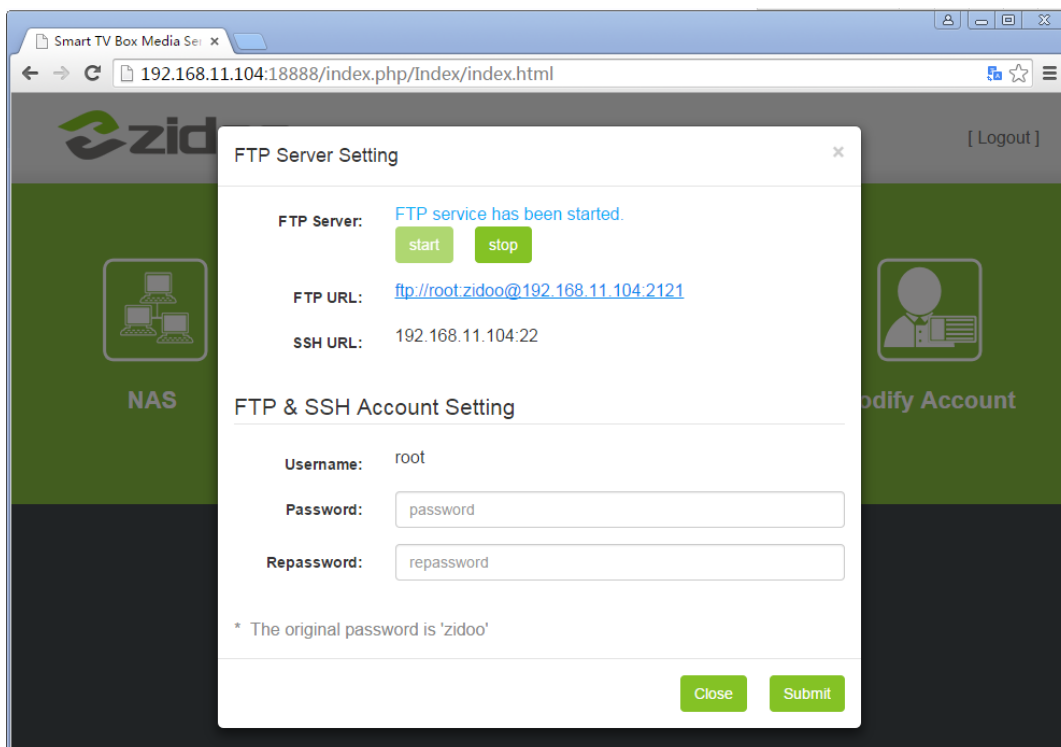 Smart TV Box Media Ser
192.168.11.104:18888/index.php/Index/index.html
zid
[ Logout ]
FTP Server Setting
FTP Server: FTP service has been started.
start stop
FTP URL: ftp://root:zidoo@192.168.11.104:2121
SSH URL: 192.168.11.104:22
NAS
odify Account
FTP & SSH Account Setting
Username: root
Password: password
Repassword: repassword
* The original password is 'zidoo'
Close Submit